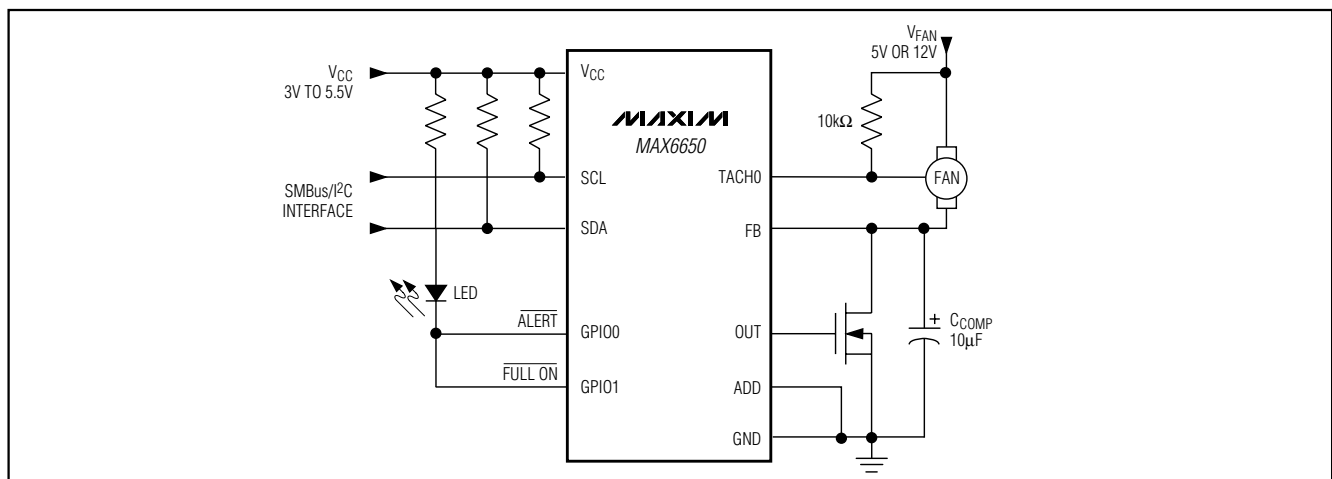 VCC
3V TO 5.5V
SMBus/I2C
INTERFACE
LED
ALERT
FULL ON
VCC
SCL
SDA
GPIO0
GPIO1
MAXIM
MAX6650
TACH0
FB
OUT
ADD
GND
VFAN
5V OR 12V
10kΩ
FAN
+
CCOMP
10µF